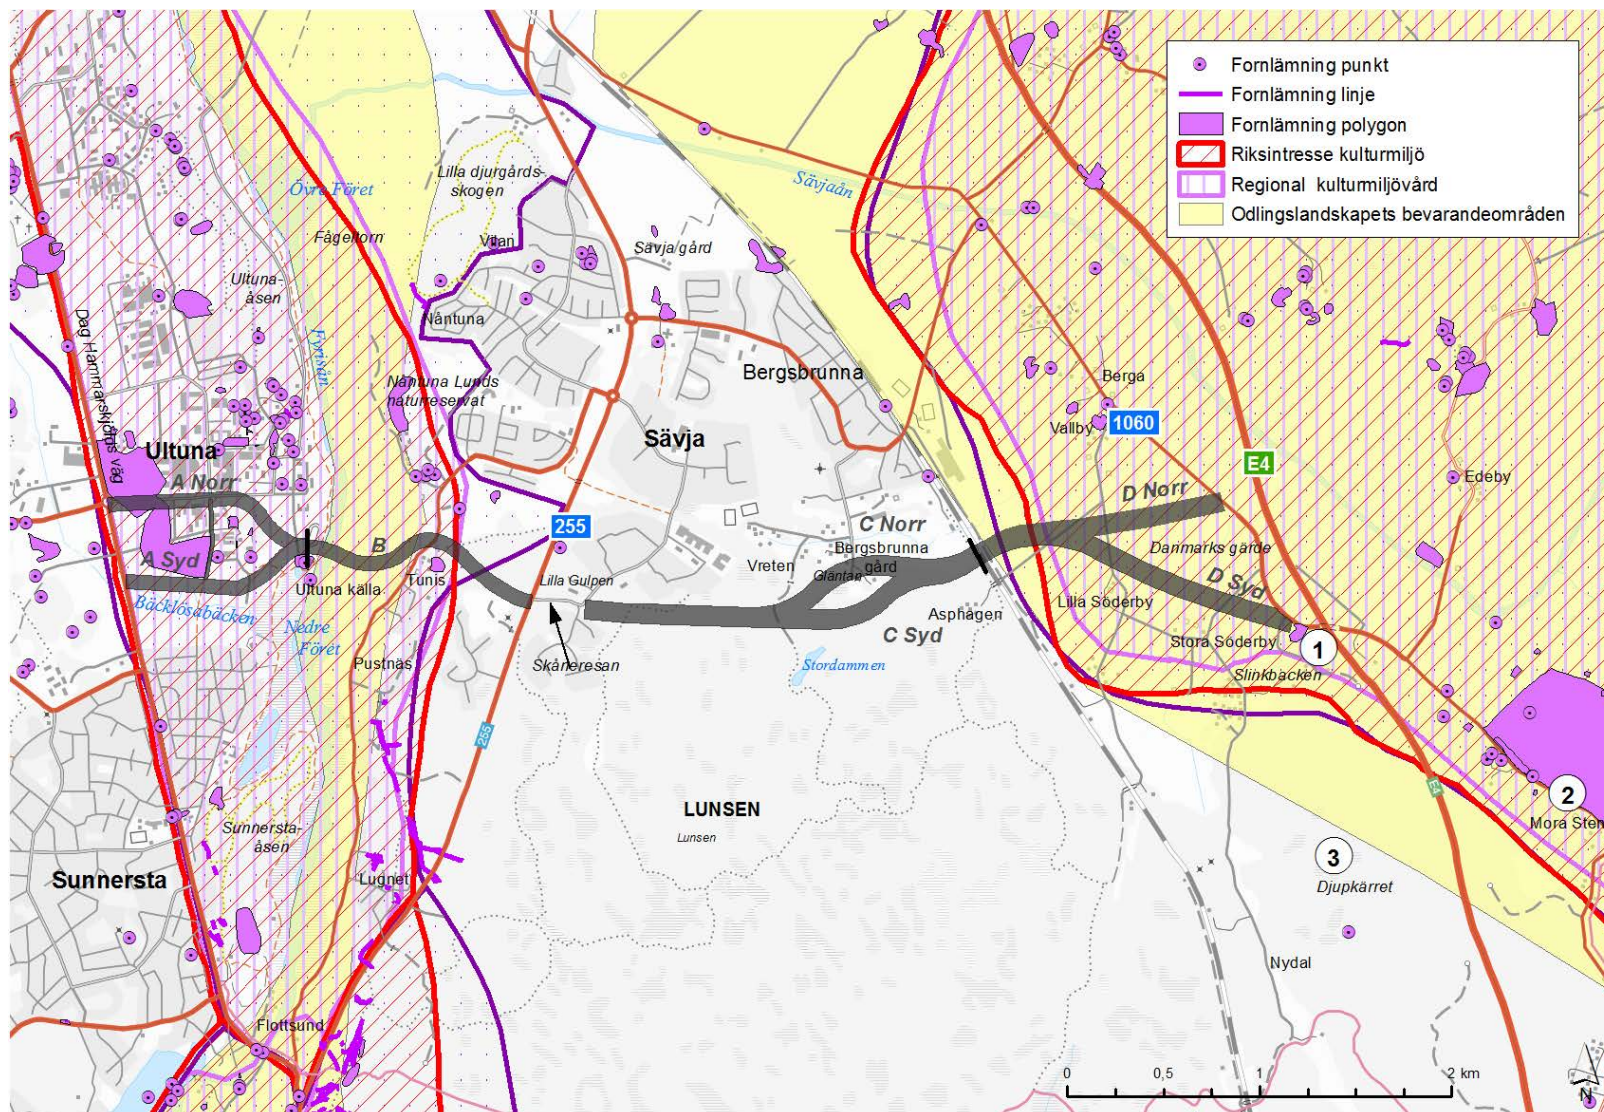 Fornlämning punkt
Fornlämning linje
Fornlämning polygon
Riksintresse kulturmiljö
Regional kulturmiljövård
Odlingslandskapets bevarandeområden
Lilla djurgårds-
skogen
Övre Föret
Sävjaån
Fågeltorn
Vilan
Sävja gård
Ultuna-
åsen
Dag Hammarskjölds väg
Fyrisån
Nåntuna
Nåntuna Lunds
naturreservat
Bergsbrunna
Berga
Vallby
1060
Sävja
Ultuna
E4
Edeby
A Norr
D Norr
255
C Norr
B
Bergsbrunna
gård
Danmarks gärde
A Syd
Vreten
Gläntan
Tunis
Lilla Gulpen
Ultuna källa
D Syd
Bäcklösabäcken
Lilla Söderby
Asphagen
Nedre
Föret
C Syd
Stora Söderby
1
Pustnäs
Skåneresan
Stordammen
Slinkbacken
255
E4
2
LUNSEN
Mora Sten
Lunsen
Sunnersta-
åsen
3
Djupkärret
Sunnersta
Lugnet
Nydal
Flottsund
0
0,5
1
2 km
N